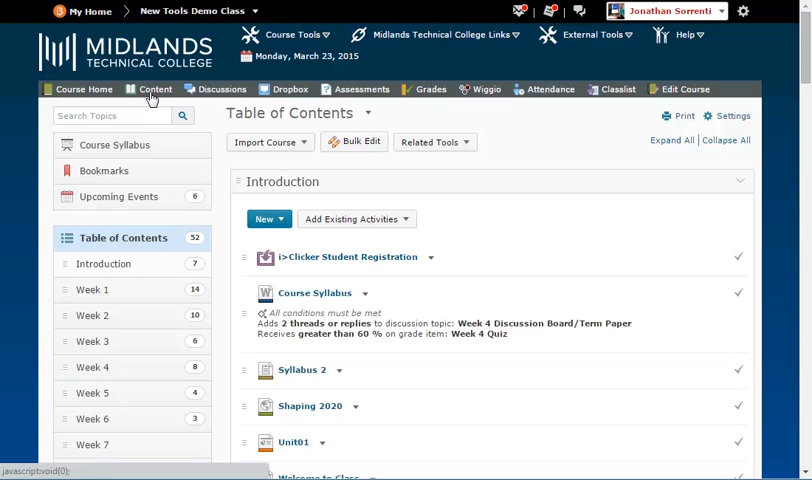 My Home
New Tools Demo Class
Jonathan Sorrenti
MIDLANDS
TECHNICAL COLLEGE
Course Tools
Midlands Technical College Links
External Tools
Help
Monday, March 23, 2015
Course Home
Content
Discussions
Dropbox
Assessments
Grades
Wiggio
Attendance
Classlist
Edit Course
Search Topics
Course Syllabus
Bookmarks
Upcoming Events 6
Table of Contents 52
Introduction 7
Week 1 14
Week 2 10
Week 3 6
Week 4 8
Week 5 4
Week 6 3
Week 7
Table of Contents
Print
Settings
Import Course
Bulk Edit
Related Tools
Expand All
Collapse All
Introduction
New
Add Existing Activities
i>Clicker Student Registration
Course Syllabus
All conditions must be met
Adds 2 threads or replies to discussion topic: Week 4 Discussion Board/Term Paper
Receives greater than 60 % on grade item: Week 4 Quiz
Syllabus 2
Shaping 2020
Unit01
Welcome to Class
javascript:void(0);